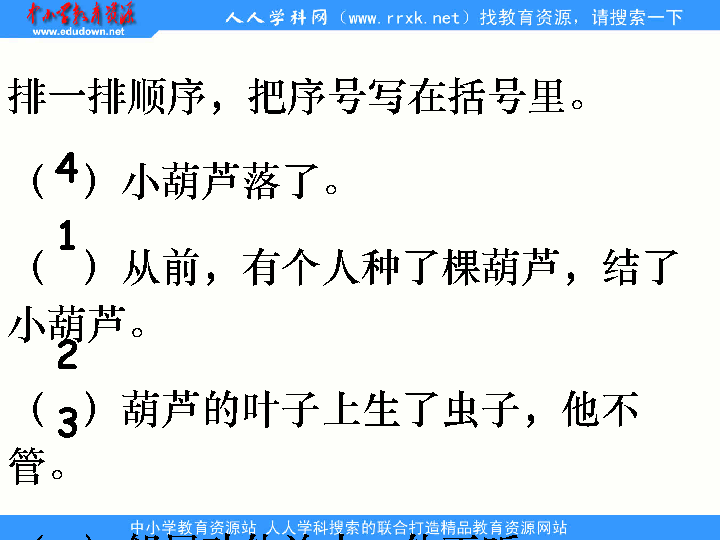 中小学教育资源
www.edudown.net
人人学科网（www.rrxk.net）找教育资源，请搜索一下
排一排顺序，把序号写在括号里。
（4）小葫芦落了。
1
（ ）从前，有个人种了棵葫芦，结了
小葫芦。
2
（3）葫芦的叶子上生了虫子，他不
管。
中小学教育资源站 人人学科搜索的联合打造精品教育资源网站